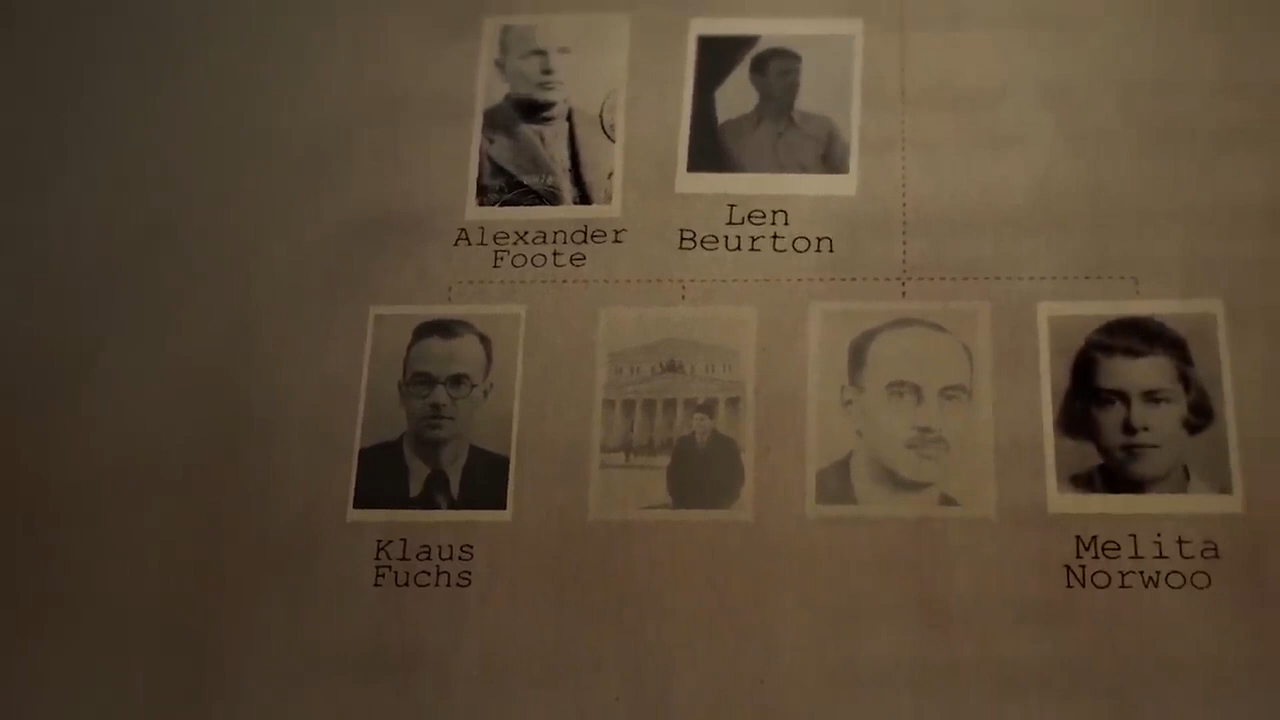 Alexander
Foote
Len
Beurton
Klaus
Fuchs
Melita
Norwoo